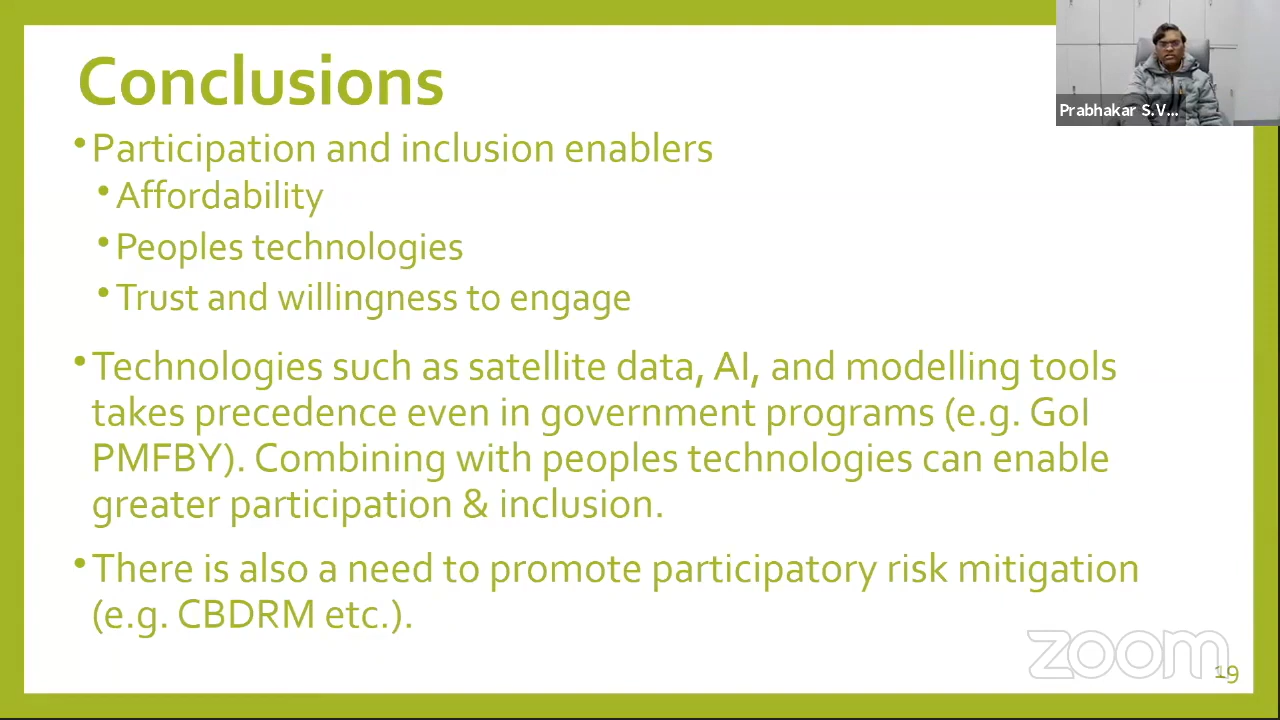 Conclusions
Prabhakar S.V...
•Participation and inclusion enablers
•Affordability
•Peoples technologies
•Trust and willingness to engage
•Technologies such as satellite data, AI, and modelling tools
takes precedence even in government programs (e.g. GoI
PMFBY). Combining with peoples technologies can enable
greater participation & inclusion.
•There is also a need to promote participatory risk mitigation
(e.g. CBDRM etc.).
zoom
19